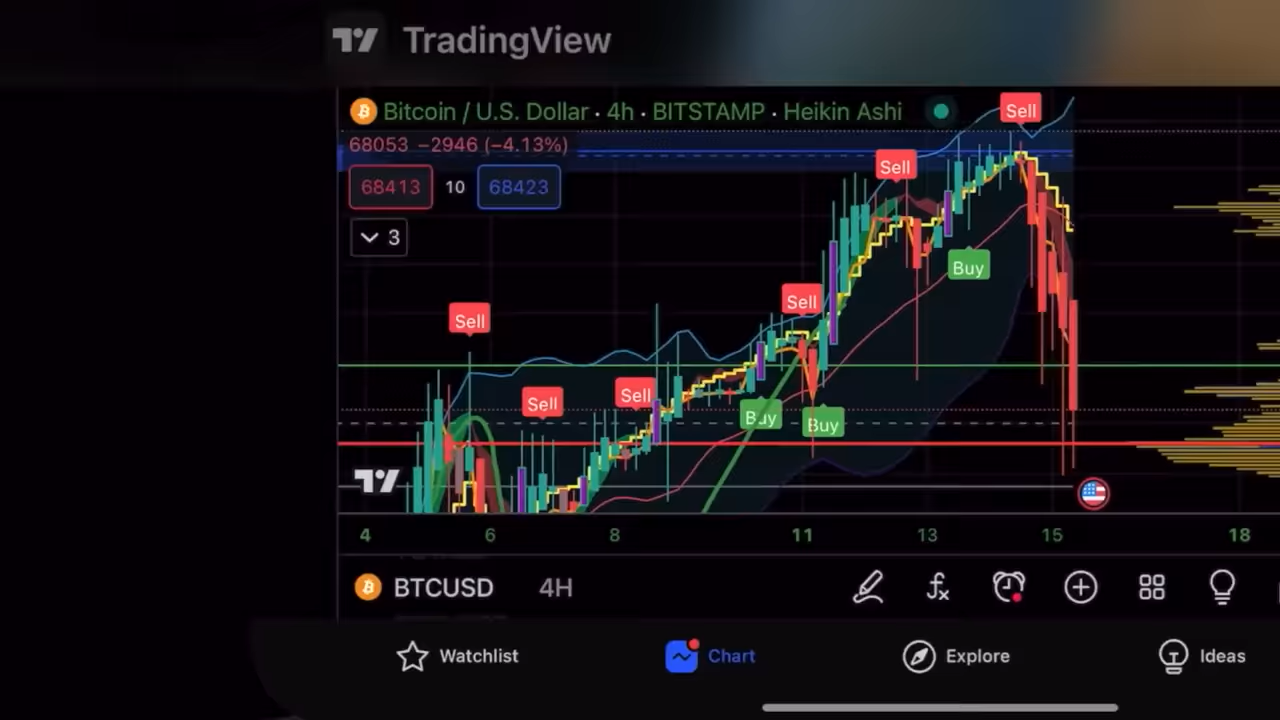 TradingView
Bitcoin / U.S. Dollar · 4h · BITSTAMP · Heikin Ashi
68053 −2946 (−4.13%)
68413 10 68423
3
Sell
Sell
Sell
Sell
Sell
Sell
Buy
Buy
Buy
4 6 8 11 13 15 18
BTCUSD 4H
Watchlist Chart Explore Ideas